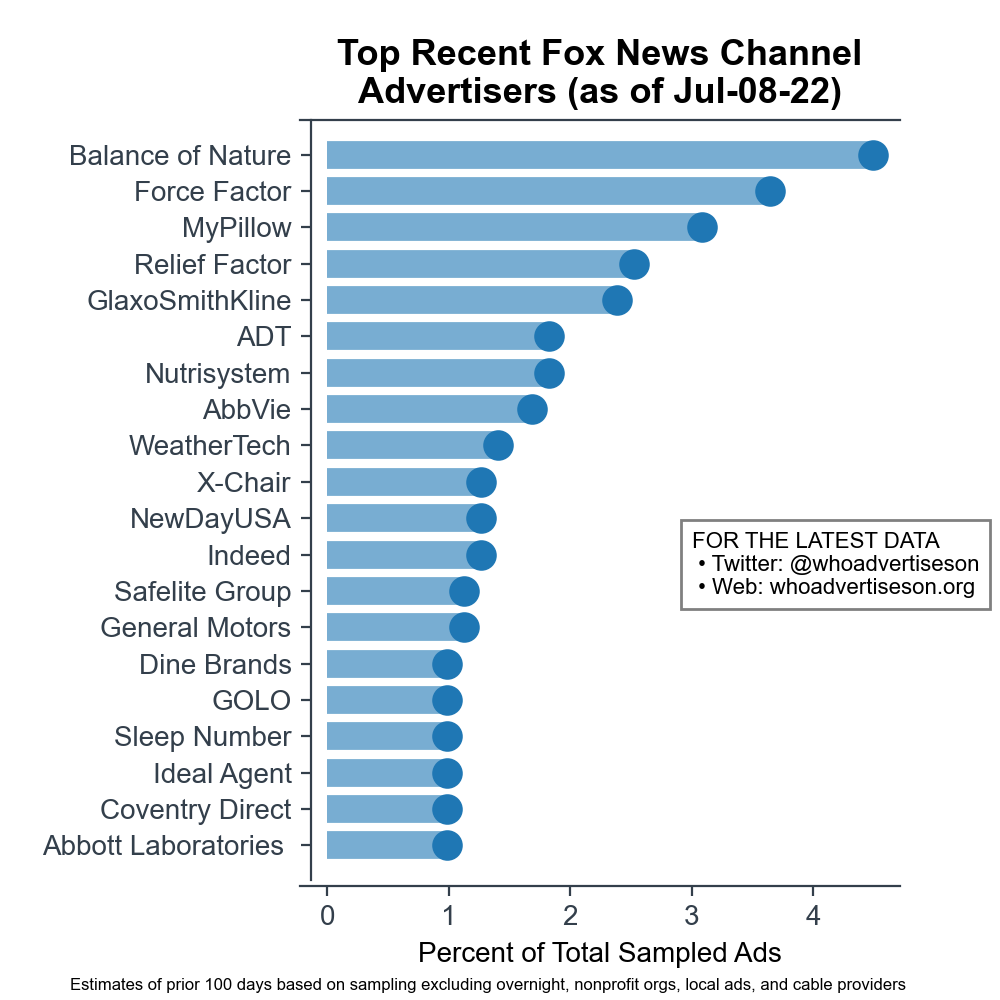 Top Recent Fox News Channel
Advertisers (as of Jul-08-22)
Balance of Nature
Force Factor
MyPillow
Relief Factor
GlaxoSmithKline
ADT
Nutrisystem
AbbVie
WeatherTech
X-Chair
NewDayUSA
Indeed
Safelite Group
General Motors
Dine Brands
GOLO
Sleep Number
Ideal Agent
Coventry Direct
Abbott Laboratories
FOR THE LATEST DATA
• Twitter: @whoadvertiseson
• Web: whoadvertiseson.org
0 1 2 3 4
Percent of Total Sampled Ads
Estimates of prior 100 days based on sampling excluding overnight, nonprofit orgs, local ads, and cable providers